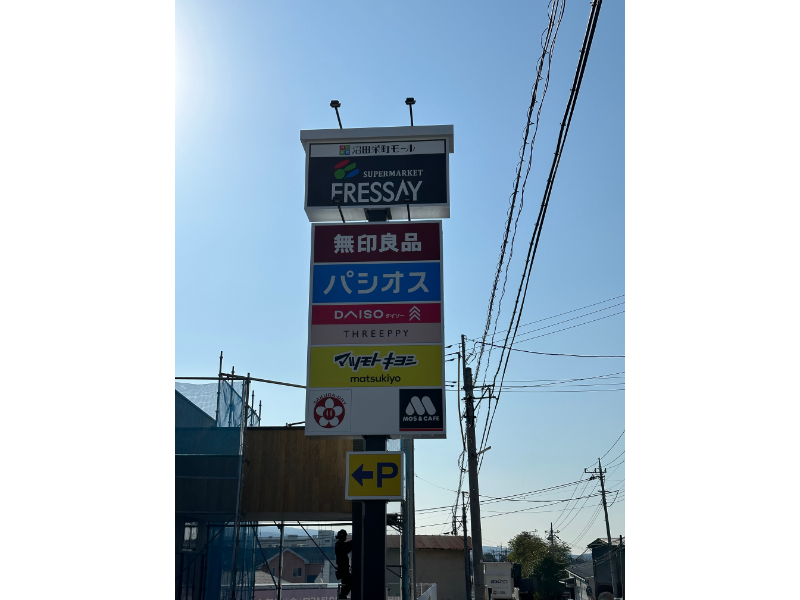 沼田栄町モール
SUPERMARKET
FRESSAY
無印良品
パシオス
DAISO ダイソー
THREEPPY
マツモトキヨシ
matsukiyo
MOS & CAFE
←P